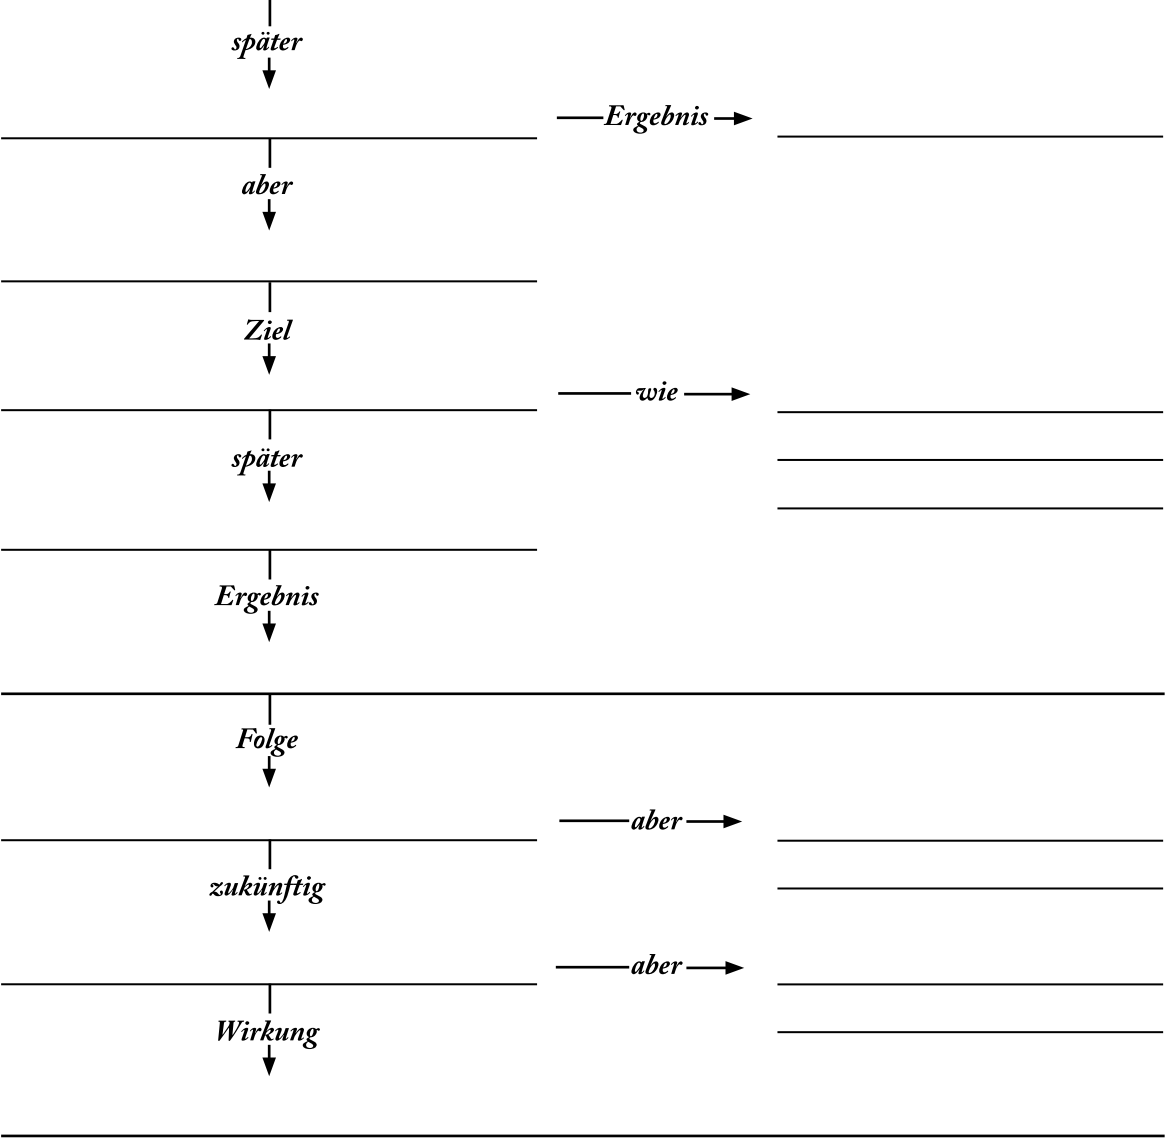 später
Ergebnis
aber
Ziel
wie
später
Ergebnis
Folge
aber
zukünftig
aber
Wirkung